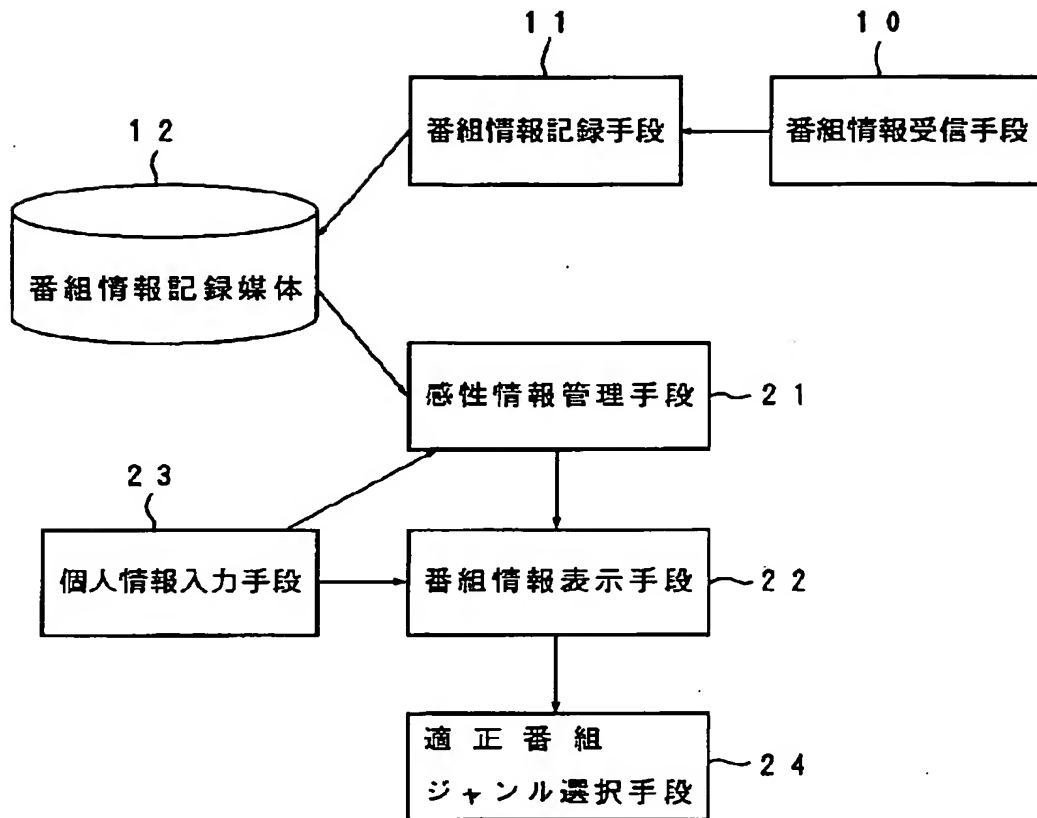 11
10
番組情報記録手段
番組情報受信手段
12
番組情報記録媒体
感性情報管理手段
21
23
個人情報入力手段
番組情報表示手段
22
適正番組
ジャンル選択手段
24